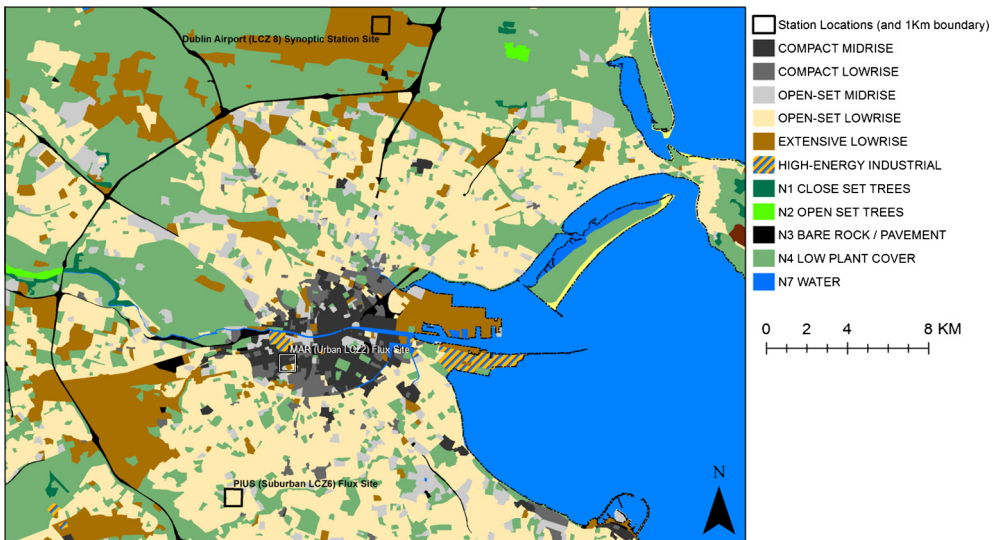 Dublin Airport (LCZ 8) Synoptic Station Site
MAR (Urban LCZ2) Flux Site
PIUS (Suburban LCZ6) Flux Site
N
Station Locations (and 1Km boundary)
COMPACT MIDRISE
COMPACT LOWRISE
OPEN-SET MIDRISE
OPEN-SET LOWRISE
EXTENSIVE LOWRISE
HIGH-ENERGY INDUSTRIAL
N1 CLOSE SET TREES
N2 OPEN SET TREES
N3 BARE ROCK / PAVEMENT
N4 LOW PLANT COVER
N7 WATER
0 2 4 8 KM